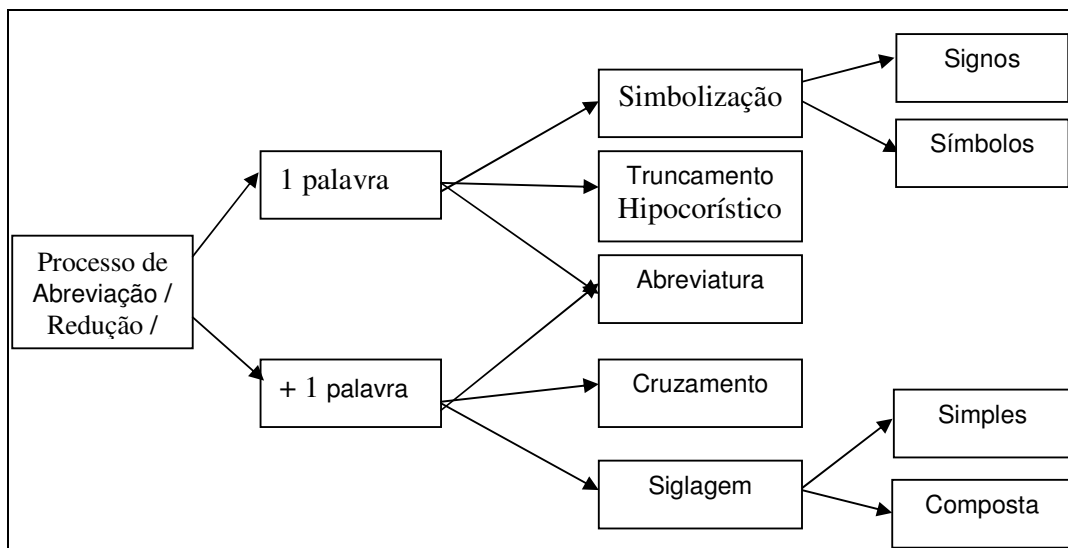 Processo de
Abreviação /
Redução /
1 palavra
+ 1 palavra
Simbolização
Truncamento
Hipocorístico
Abreviatura
Cruzamento
Siglagem
Signos
Símbolos
Simples
Composta